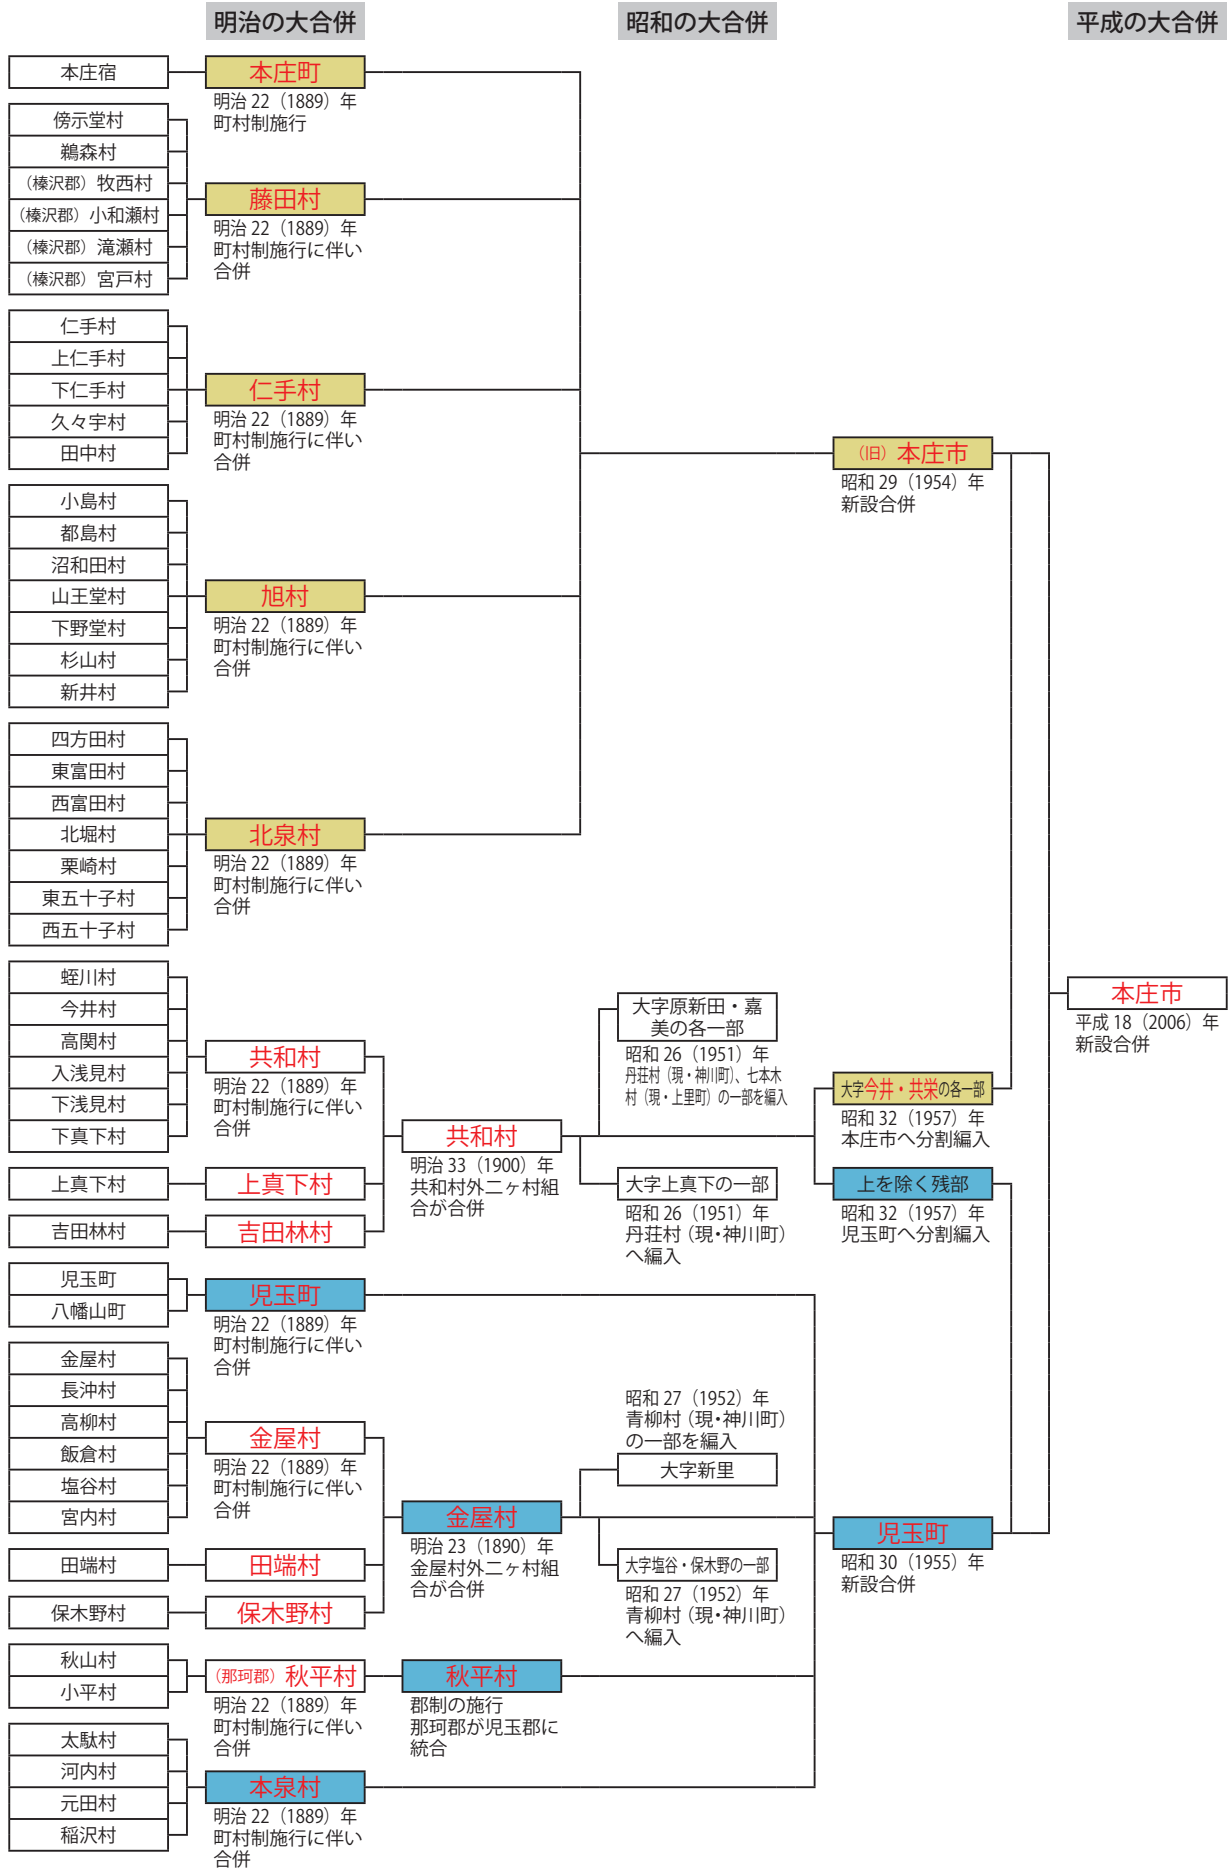 明治の大合併
昭和の大合併
平成の大合併
本庄宿
本庄町
明治 22（1889）年
町村制施行
傍示堂村
鵜森村
（榛沢郡）牧西村
（榛沢郡）小和瀬村
（榛沢郡）滝瀬村
（榛沢郡）宮戸村
藤田村
明治 22（1889）年
町村制施行に伴い
合併
仁手村
上仁手村
下仁手村
久々宇村
田中村
仁手村
明治 22（1889）年
町村制施行に伴い
合併
小島村
都島村
沼和田村
山王堂村
下野堂村
杉山村
新井村
旭村
明治 22（1889）年
町村制施行に伴い
合併
四方田村
東富田村
西富田村
北堀村
栗崎村
東五十子村
西五十子村
北泉村
明治 22（1889）年
町村制施行に伴い
合併
（旧）本庄市
昭和 29（1954）年
新設合併
蛭川村
今井村
高関村
入浅見村
下浅見村
下真下村
共和村
明治 22（1889）年
町村制施行に伴い
合併
上真下村
上真下村
吉田林村
吉田林村
共和村
明治 33（1900）年
共和村外二ヶ村組
合が合併
大字原新田・嘉
美の各一部
昭和 26（1951）年
丹荘村（現・神川町）、七本木
村（現・上里町）の一部を編入
大字上真下の一部
昭和 26（1951）年
丹荘村（現・神川町）
へ編入
大字今井・共栄の各一部
昭和 32（1957）年
本庄市へ分割編入
上を除く残部
昭和 32（1957）年
児玉町へ分割編入
本庄市
平成 18（2006）年
新設合併
児玉町
八幡山町
児玉町
明治 22（1889）年
町村制施行に伴い
合併
金屋村
長沖村
高柳村
飯倉村
塩谷村
宮内村
金屋村
明治 22（1889）年
町村制施行に伴い
合併
田端村
田端村
保木野村
保木野村
金屋村
明治 23（1890）年
金屋村外二ヶ村組
合が合併
昭和 27（1952）年
青柳村（現・神川町）
の一部を編入
大字新里
大字塩谷・保木野の一部
昭和 27（1952）年
青柳村（現・神川町）
へ編入
児玉町
昭和 30（1955）年
新設合併
秋山村
小平村
（那珂郡）秋平村
明治 22（1889）年
町村制施行に伴い
合併
秋平村
郡制の施行
那珂郡が児玉郡に
統合
太駄村
河内村
元田村
稲沢村
本泉村
明治 22（1889）年
町村制施行に伴い
合併